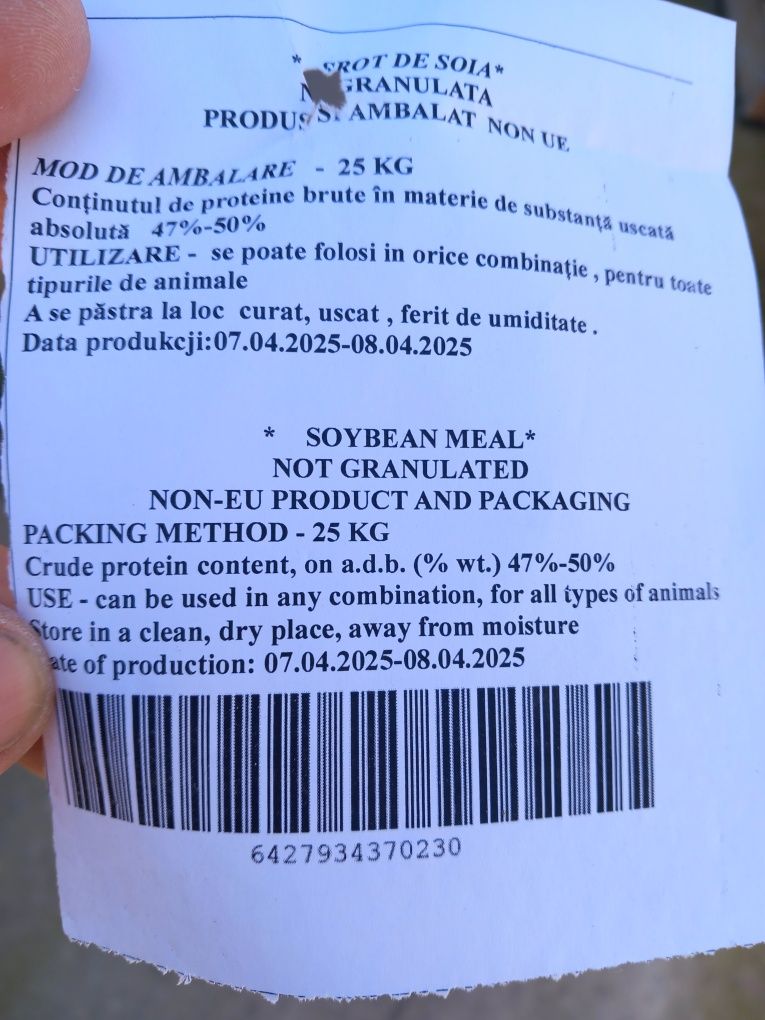 * ȘROT DE SOIA*
GRANULATA
PRODUS ȘI AMBALAT NON UE
MOD DE AMBALARE - 25 KG
Conținutul de proteine brute în materie de substanță uscată
absolută 47%-50%
UTILIZARE - se poate folosi in orice combinație , pentru toate
tipurile de animale
A se păstra la loc curat, uscat , ferit de umiditate .
Data produkcji:07.04.2025-08.04.2025
* SOYBEAN MEAL*
NOT GRANULATED
NON-EU PRODUCT AND PACKAGING
PACKING METHOD - 25 KG
Crude protein content, on a.d.b. (% wt.) 47%-50%
USE - can be used in any combination, for all types of animals
Store in a clean, dry place, away from moisture
ate of production: 07.04.2025-08.04.2025
6427934370230